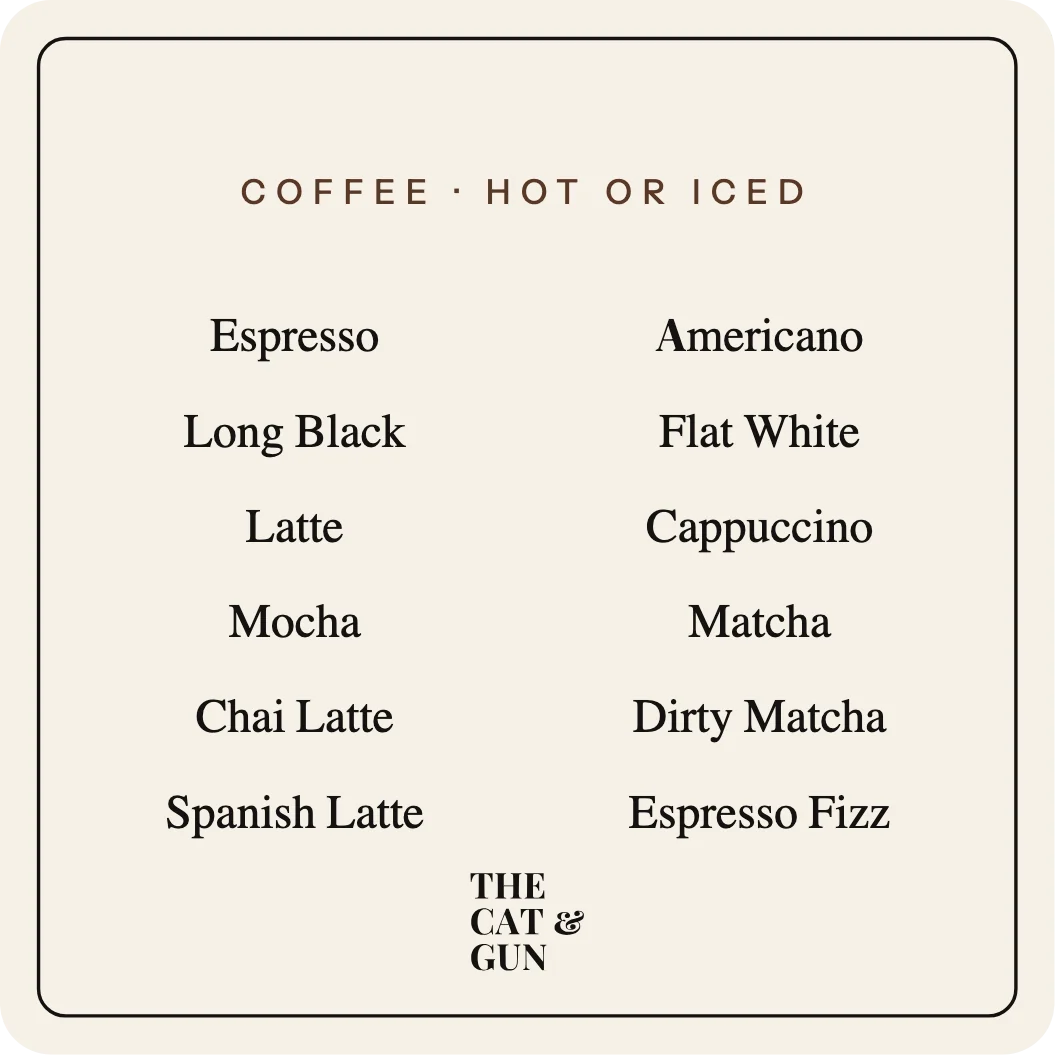 COFFEE · HOT OR ICED
Espresso
Americano
Long Black
Flat White
Latte
Cappuccino
Mocha
Matcha
Chai Latte
Dirty Matcha
Spanish Latte
Espresso Fizz
THE
CAT &
GUN